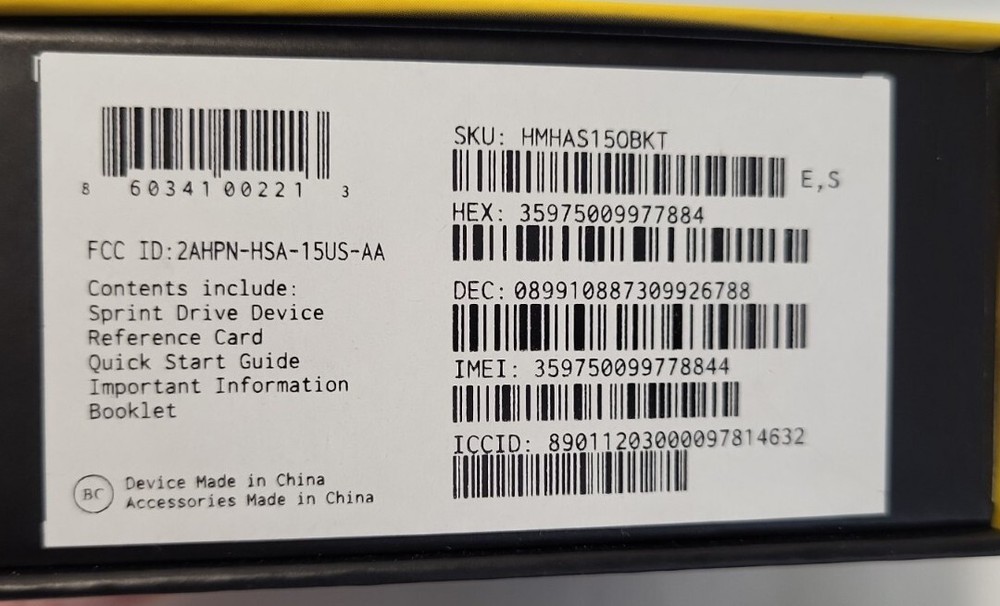 8 60341 00221 3
FCC ID:2AHPN-HSA-15US-AA
Contents include:
Sprint Drive Device
Reference Card
Quick Start Guide
Important Information
Booklet
BC
Device Made in China
Accessories Made in China
SKU: HMHAS150BKT
E,S
HEX: 35975009977884
DEC: 089910887309926788
IMEI: 359750099778844
ICCID: 89011203000097814632